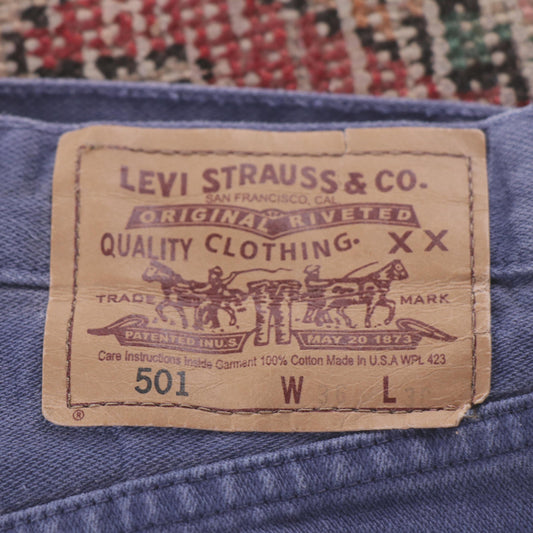 LEVI STRAUSS & CO.
SAN FRANCISCO, CAL.
ORIGINAL RIVETED
QUALITY CLOTHING. XX
TRADE MARK
PATENTED IN U.S. MAY 20 1873
Care Instructions Inside Garment 100% Cotton Made In U.S.A WPL 423
501 W L
®